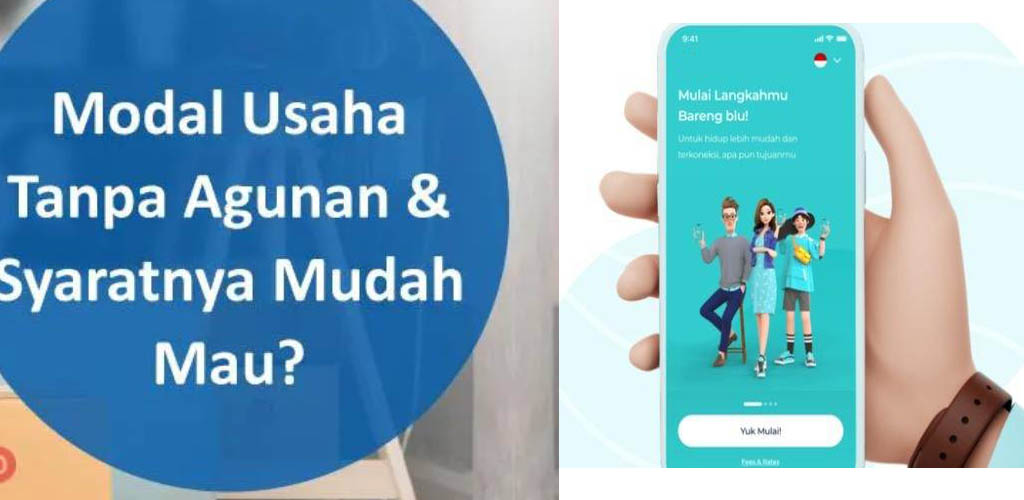 Modal Usaha
Tanpa Agunan &
Syaratnya Mudah
Mau?
9:41
Mulai Langkahmu
Bareng blu!
Untuk hidup lebih mudah dan
terkoneksi, apa pun tujuanmu
Yuk Mulai!
Fees & Rates